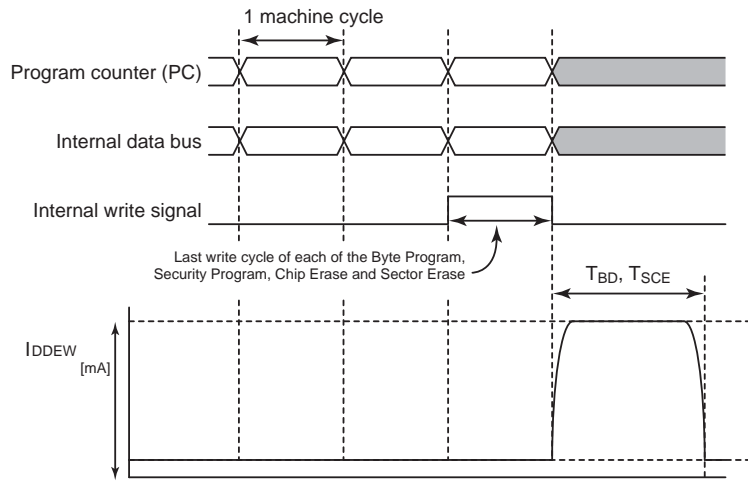 1 machine cycle
Program counter (PC)
Internal data bus
Internal write signal
Last write cycle of each of the Byte Program,
Security Program, Chip Erase and Sector Erase
TBD, TSCE
IDDEW
[mA]